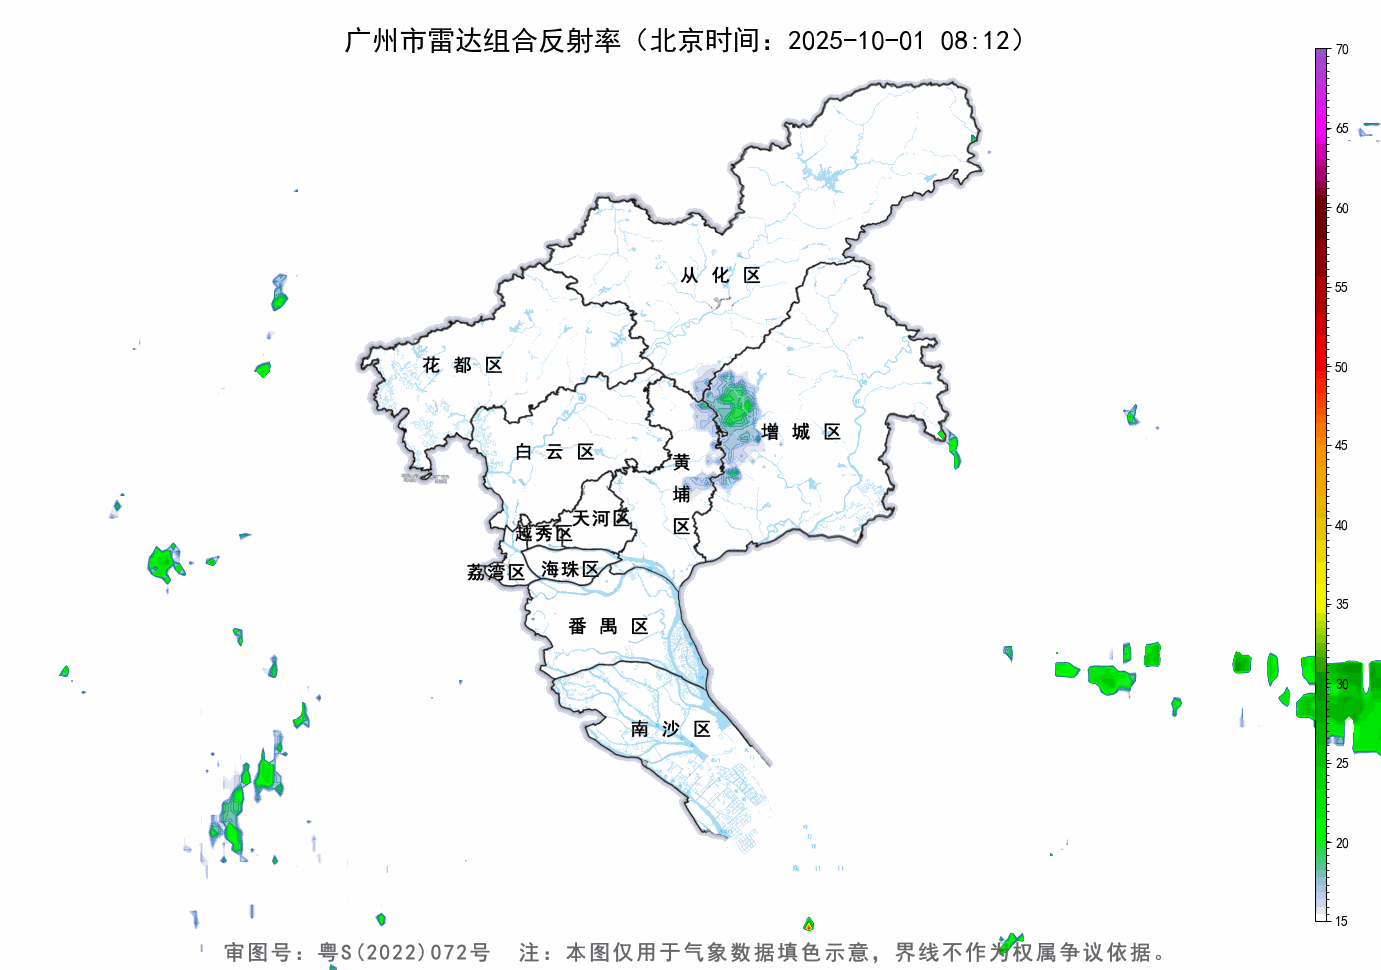 广州市雷达组合反射率（北京时间：2025-10-01 08:12）
70
65
60
55
50
45
40
35
30
25
20
15
从化区
花都区
增城区
白云区
黄埔区
天河区
越秀区
荔湾区
海珠区
番禺区
南沙区
审图号：粤S(2022)072号 注：本图仅用于气象数据填色示意，界线不作为权属争议依据。